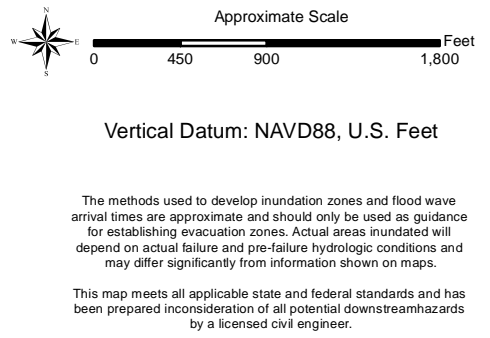 N
Approximate Scale
W E
Feet
S
0 450 900 1,800
Vertical Datum: NAVD88, U.S. Feet
The methods used to develop inundation zones and flood wave
arrival times are approximate and should only be used as guidance
for establishing evacuation zones. Actual areas inundated will
depend on actual failure and pre-failure hydrologic conditions and
may differ significantly from information shown on maps.
This map meets all applicable state and federal standards and has
been prepared inconsideration of all potential downstreamhazards
by a licensed civil engineer.